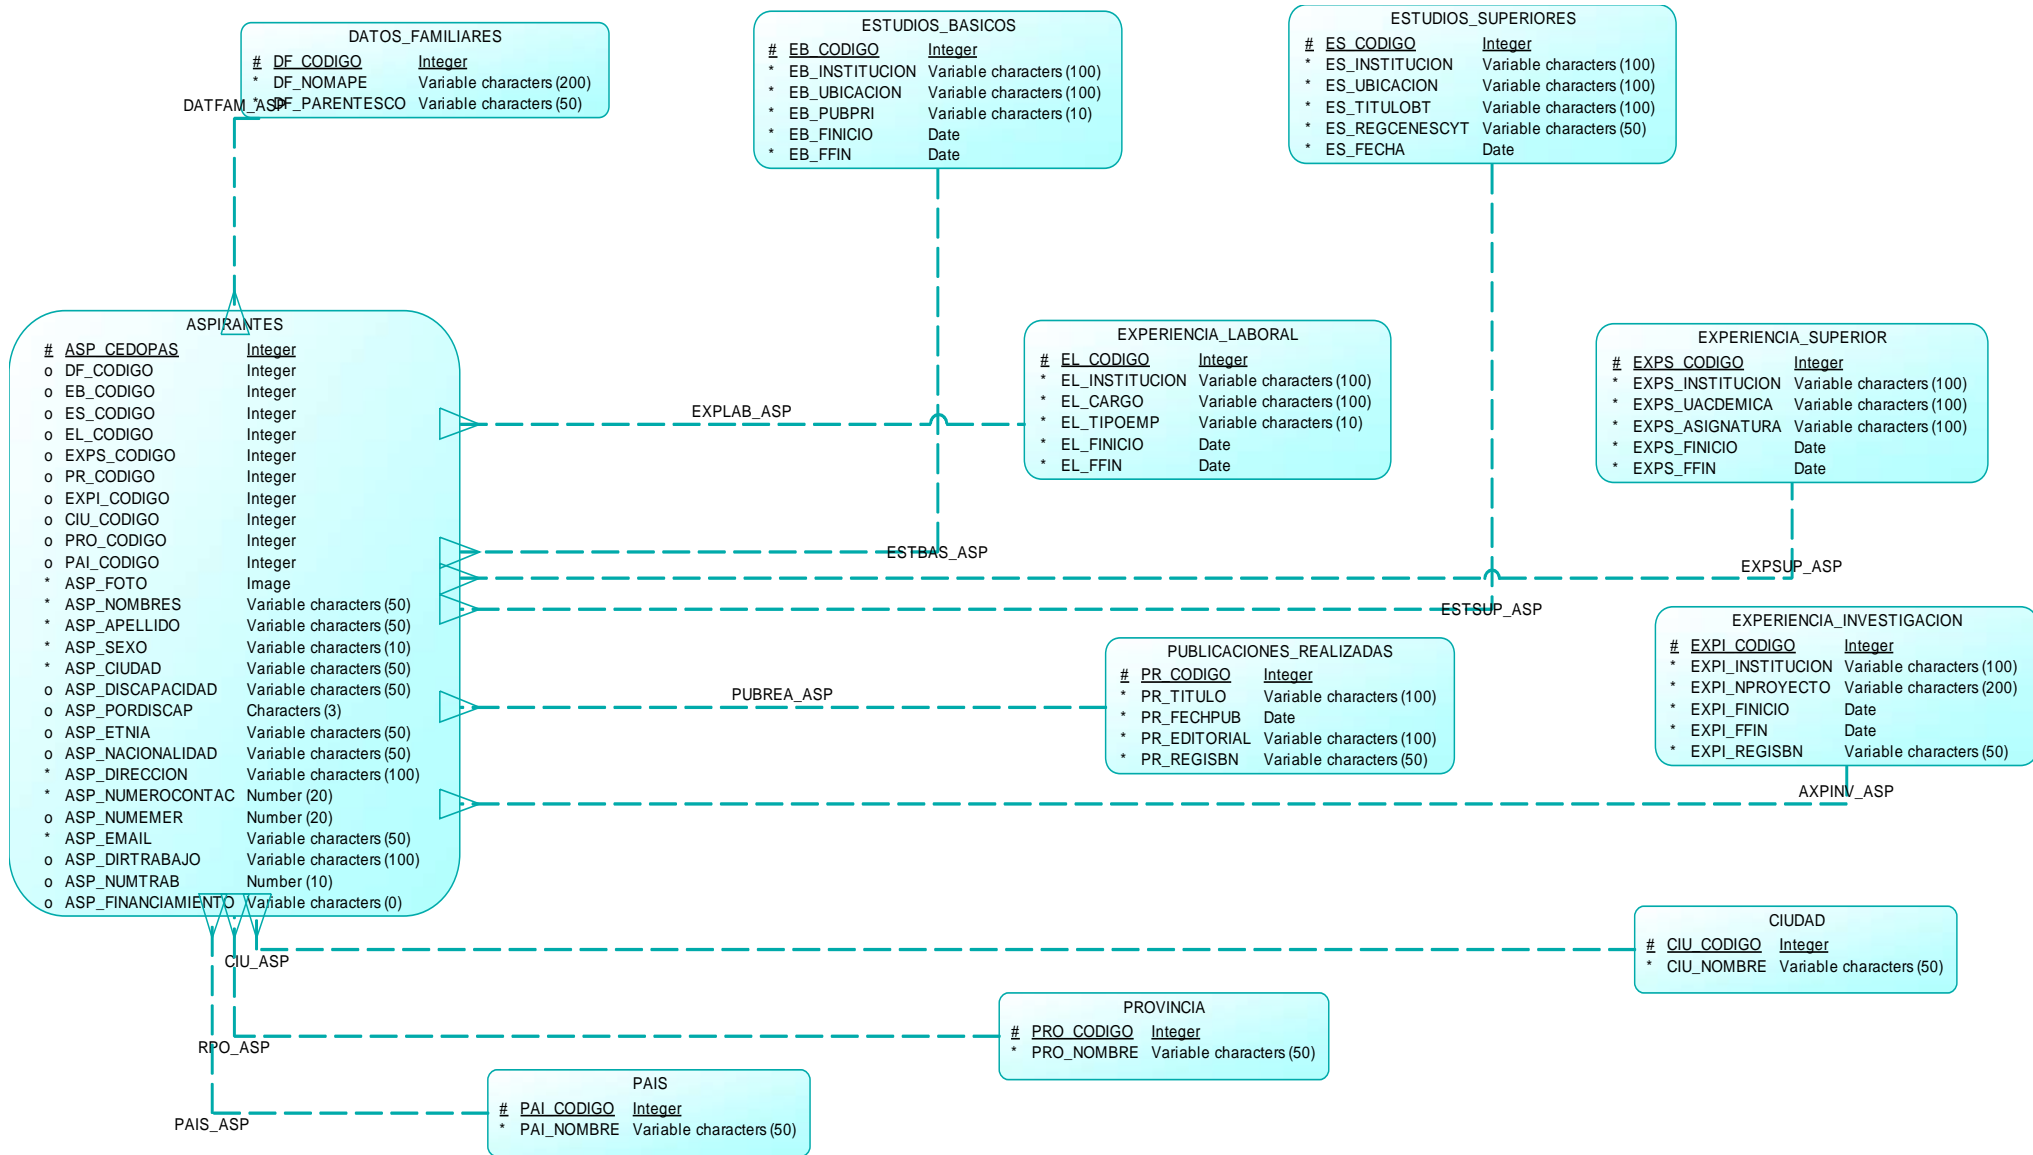 DATOS_FAMILIARES
# DF_CODIGO Integer
* DF_NOMAPE Variable characters (200)
* DF_PARENTESCO Variable characters (50)
DATFAM_ASP
ESTUDIOS_BASICOS
# EB_CODIGO Integer
* EB_INSTITUCION Variable characters (100)
* EB_UBICACION Variable characters (100)
* EB_PUBPRI Variable characters (10)
* EB_FINICIO Date
* EB_FFIN Date
ESTUDIOS_SUPERIORES
# ES_CODIGO Integer
* ES_INSTITUCION Variable characters (100)
* ES_UBICACION Variable characters (100)
* ES_TITULOBT Variable characters (100)
* ES_REGCENESCYT Variable characters (50)
* ES_FECHA Date
ASPIRANTES
# ASP_CEDOPAS Integer
o DF_CODIGO Integer
o EB_CODIGO Integer
o ES_CODIGO Integer
o EL_CODIGO Integer
o EXPS_CODIGO Integer
o PR_CODIGO Integer
o EXPI_CODIGO Integer
o CIU_CODIGO Integer
o PRO_CODIGO Integer
o PAI_CODIGO Integer
* ASP_FOTO Image
* ASP_NOMBRES Variable characters (50)
* ASP_APELLIDO Variable characters (50)
* ASP_SEXO Variable characters (10)
* ASP_CIUDAD Variable characters (50)
o ASP_DISCAPACIDAD Variable characters (50)
o ASP_PORDISCAP Characters (3)
o ASP_ETNIA Variable characters (50)
o ASP_NACIONALIDAD Variable characters (50)
* ASP_DIRECCION Variable characters (100)
* ASP_NUMEROCONTAC Number (20)
o ASP_NUMEMER Number (20)
* ASP_EMAIL Variable characters (50)
o ASP_DIRTRABAJO Variable characters (100)
o ASP_NUMTRAB Number (10)
o ASP_FINANCIAMIENTO Variable characters (0)
EXPERIENCIA_LABORAL
# EL_CODIGO Integer
* EL_INSTITUCION Variable characters (100)
* EL_CARGO Variable characters (100)
* EL_TIPOEMP Variable characters (10)
* EL_FINICIO Date
* EL_FFIN Date
EXPLAB_ASP
EXPERIENCIA_SUPERIOR
# EXPS_CODIGO Integer
* EXPS_INSTITUCION Variable characters (100)
* EXPS_UACDEMICA Variable characters (100)
* EXPS_ASIGNATURA Variable characters (100)
* EXPS_FINICIO Date
* EXPS_FFIN Date
ESTBAS_ASP
EXPSUP_ASP
ESTSUP_ASP
PUBLICACIONES_REALIZADAS
# PR_CODIGO Integer
* PR_TITULO Variable characters (100)
* PR_FECHPUB Date
* PR_EDITORIAL Variable characters (100)
* PR_REGISBN Variable characters (50)
PUBREA_ASP
EXPERIENCIA_INVESTIGACION
# EXPI_CODIGO Integer
* EXPI_INSTITUCION Variable characters (100)
* EXPI_NPROYECTO Variable characters (200)
* EXPI_FINICIO Date
* EXPI_FFIN Date
* EXPI_REGISBN Variable characters (50)
AXPINV_ASP
CIUDAD
# CIU_CODIGO Integer
* CIU_NOMBRE Variable characters (50)
CIU_ASP
PROVINCIA
# PRO_CODIGO Integer
* PRO_NOMBRE Variable characters (50)
RPO_ASP
PAIS
# PAI_CODIGO Integer
* PAI_NOMBRE Variable characters (50)
PAIS_ASP